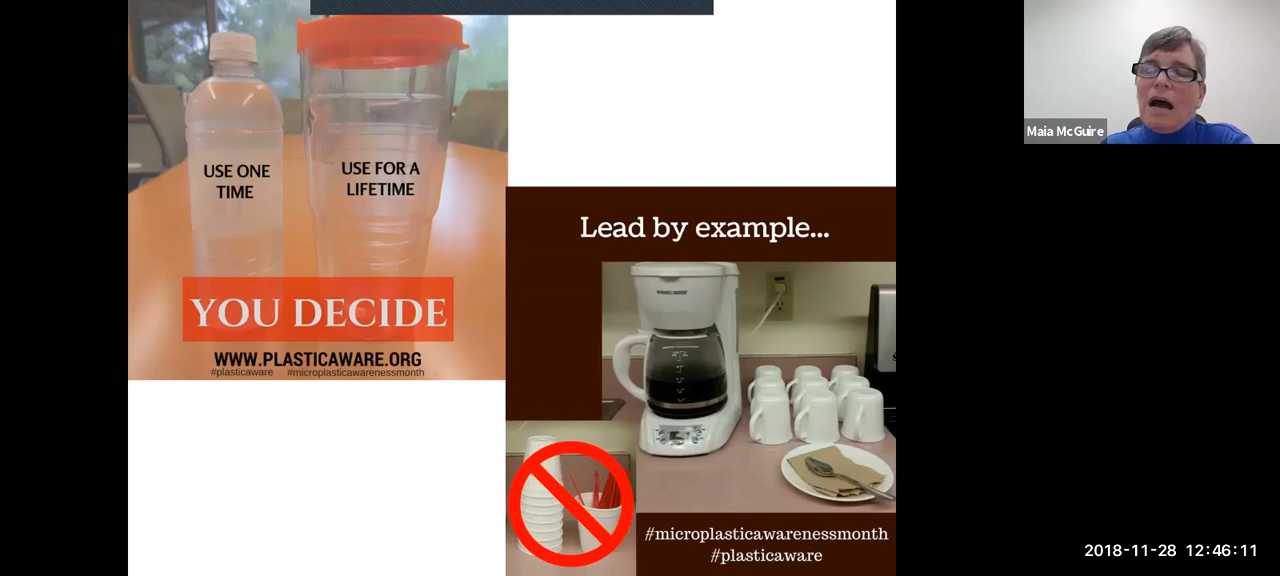 USE ONE
TIME
USE FOR A
LIFETIME
YOU DECIDE
WWW.PLASTICAWARE.ORG
#plasticaware #microplasticawarenessmonth
Lead by example...
#microplasticawarenessmonth
#plasticaware
Maia McGuire
2018-11-28 12:46:11